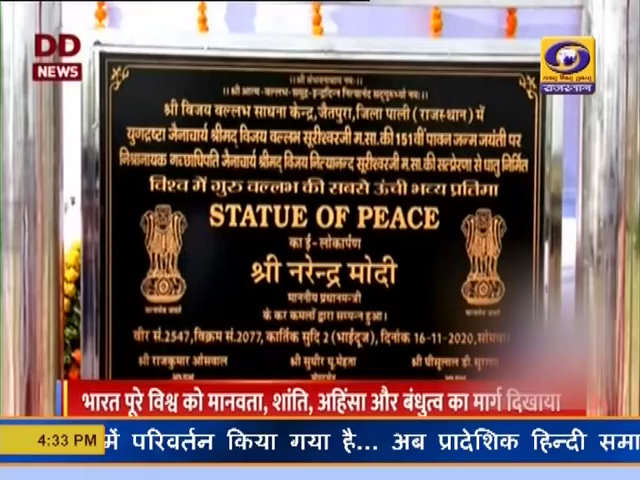 DD
NEWS
राजस्थान
।। श्री आत्म-वल्लभ-समुद्र-इन्द्रदिन्न सद्गुरुभ्यो नमः ।।
श्री विजय वल्लभ साधना केन्द्र, जैतपुरा, जिला पाली (राजस्थान) में
युगद्रष्टा जैनाचार्य श्रीमद् विजय वल्लभ सूरीश्वरजी म.सा. की 151वीं पावन जन्म जयंती पर
निश्रानायक गच्छाधिपति जैनाचार्य श्रीमद् विजय नित्यानन्द सूरीश्वरजी म.सा. की सत्प्रेरणा से धातु निर्मित
विश्व में गुरु वल्लभ की सबसे ऊंची भव्य प्रतिमा
STATUE OF PEACE
का ई-लोकार्पण
श्री नरेन्द्र मोदी
माननीय प्रधानमन्त्री
के कर कमलों द्वारा सम्पन्न हुआ।
वीर सं.2547, विक्रम सं.2077, कार्तिक सुदि 2 (भाईदूज), दिनांक 16-11-2020, सोमवार
श्री राजकुमार ओसवाल श्री सुधीर पू. मेहता श्री घीसूलाल डी.
भारत पूरे विश्व को मानवता, शांति, अहिंसा और बंधुत्व का मार्ग दिखाया
4:33 PM में परिवर्तन किया गया है... अब प्रादेशिक हिन्दी समा